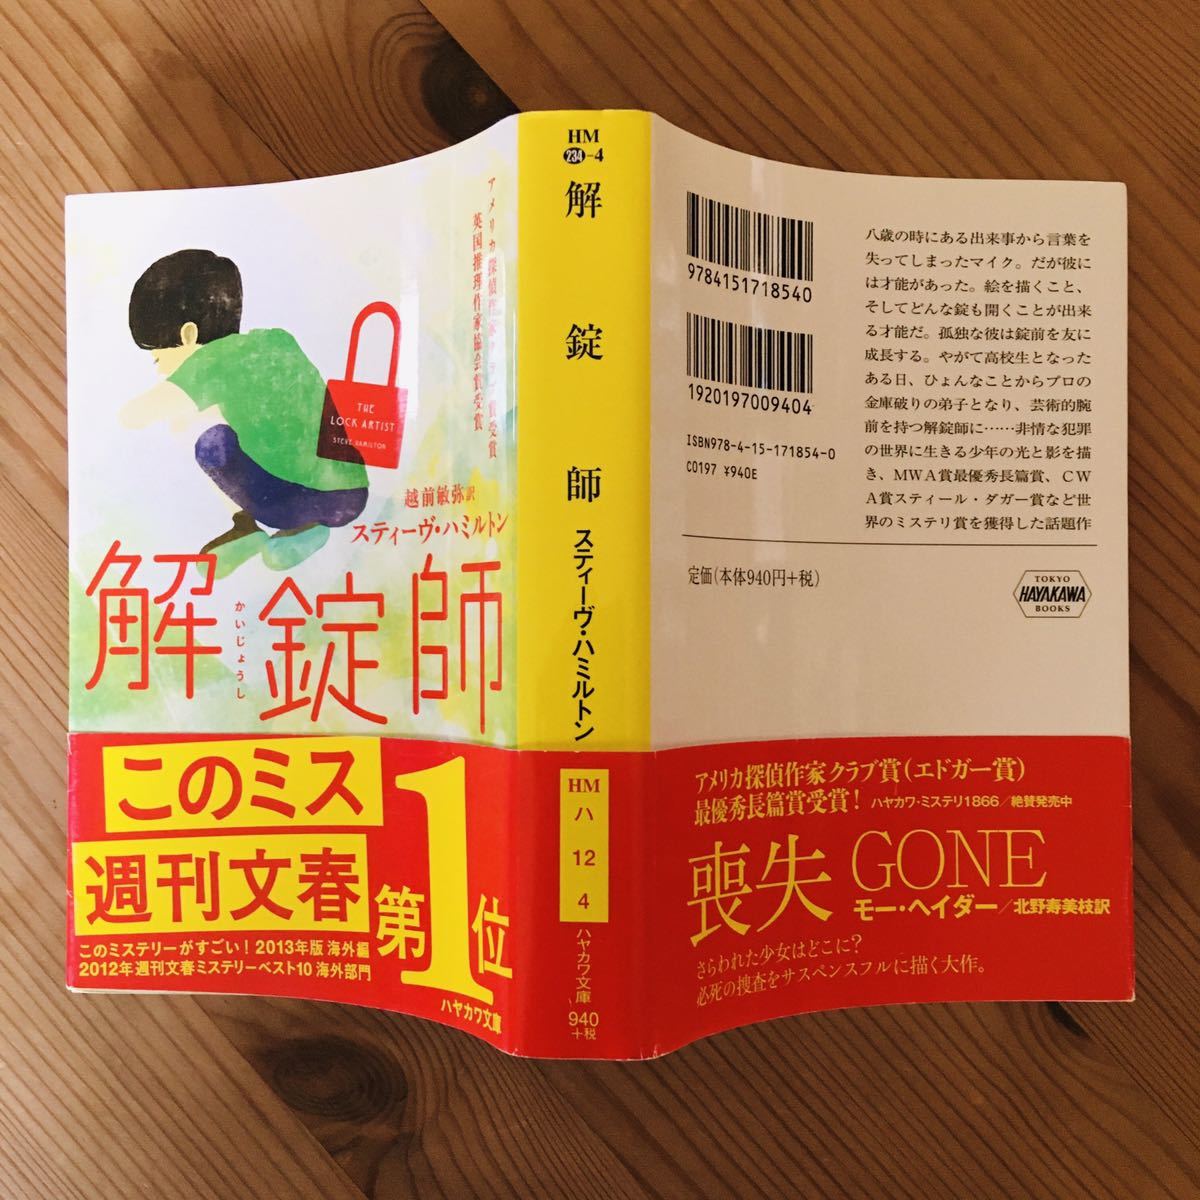 アメリカ探偵作家クラブ賞受賞
英国推理作家協会賞受賞
THE
LOCK ARTIST
STEVE HAMILTON
越前敏弥訳
スティーヴ・ハミルトン
解錠師
かいじょうし
このミス
週刊文春
第1位
このミステリーがすごい!2013年版 海外編
2012年週刊文春ミステリーベスト10 海外部門
ハヤカワ文庫
HM
234-4
解錠師
スティーヴ・ハミルトン
HM
ハ
12
4
ハヤカワ文庫
940
+税
9784151718540
1920197009404
ISBN978-4-15-171854-0
C0197 ¥940E
八歳の時にある出来事から言葉を
失ってしまったマイク。だが彼に
は才能があった。絵を描くこと、
そしてどんな錠も開くことが出来
る才能だ。孤独な彼は錠前を友に
成長する。やがて高校生となった
ある日、ひょんなことからプロの
金庫破りの弟子となり、芸術的腕
前を持つ解錠師に……非情な犯罪
の世界に生きる少年の光と影を描
き、MWA賞最優秀長篇賞、CW
A賞スティール・ダガー賞など世
界のミステリ賞を獲得した話題作
定価(本体940円+税)
TOKYO
HAYAKAWA
BOOKS
アメリカ探偵作家クラブ賞(エドガー賞)
最優秀長篇賞受賞! ハヤカワ・ミステリ1866/絶賛発売中
喪失 GONE
モー・ヘイダー/北野寿美枝訳
さらわれた少女はどこに?
必死の捜査をサスペンスフルに描く大作。